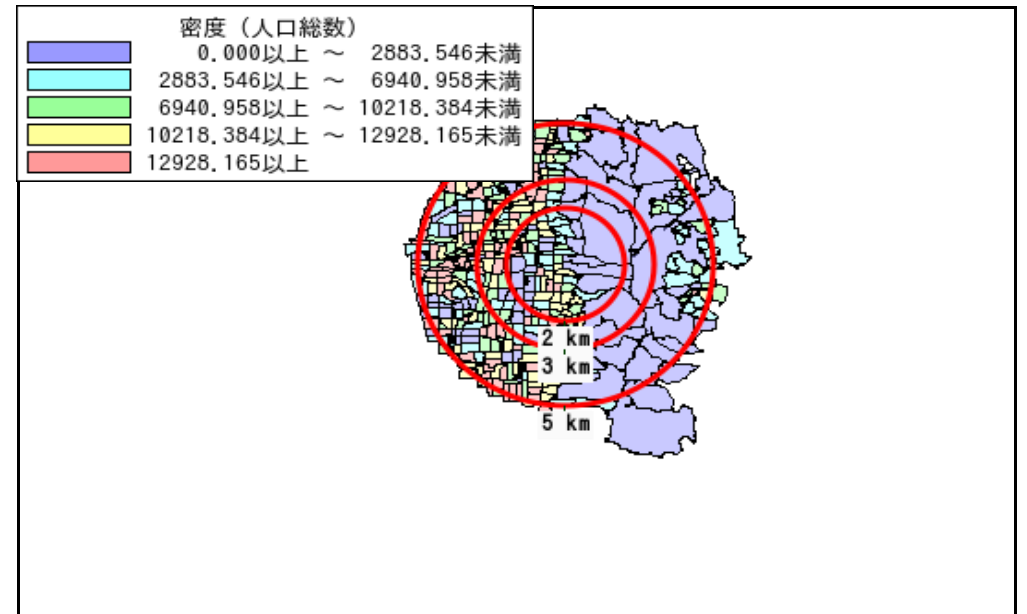 密度（人口総数）
0.000以上 ～ 2883.546未満
2883.546以上 ～ 6940.958未満
6940.958以上 ～ 10218.384未満
10218.384以上 ～ 12928.165未満
12928.165以上
2 km
3 km
5 km